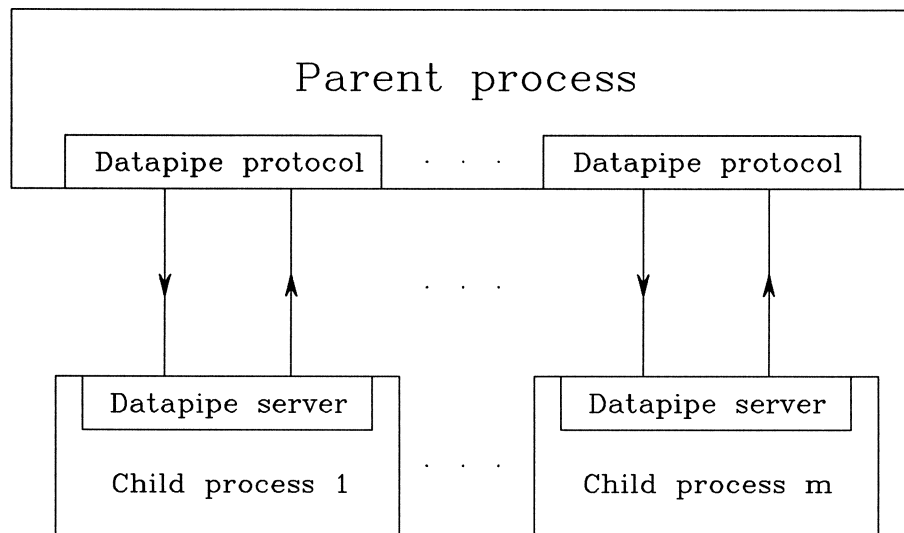 Parent process
Datapipe protocol . . . Datapipe protocol
. . .
Datapipe server Datapipe server
. . .
Child process 1 Child process m